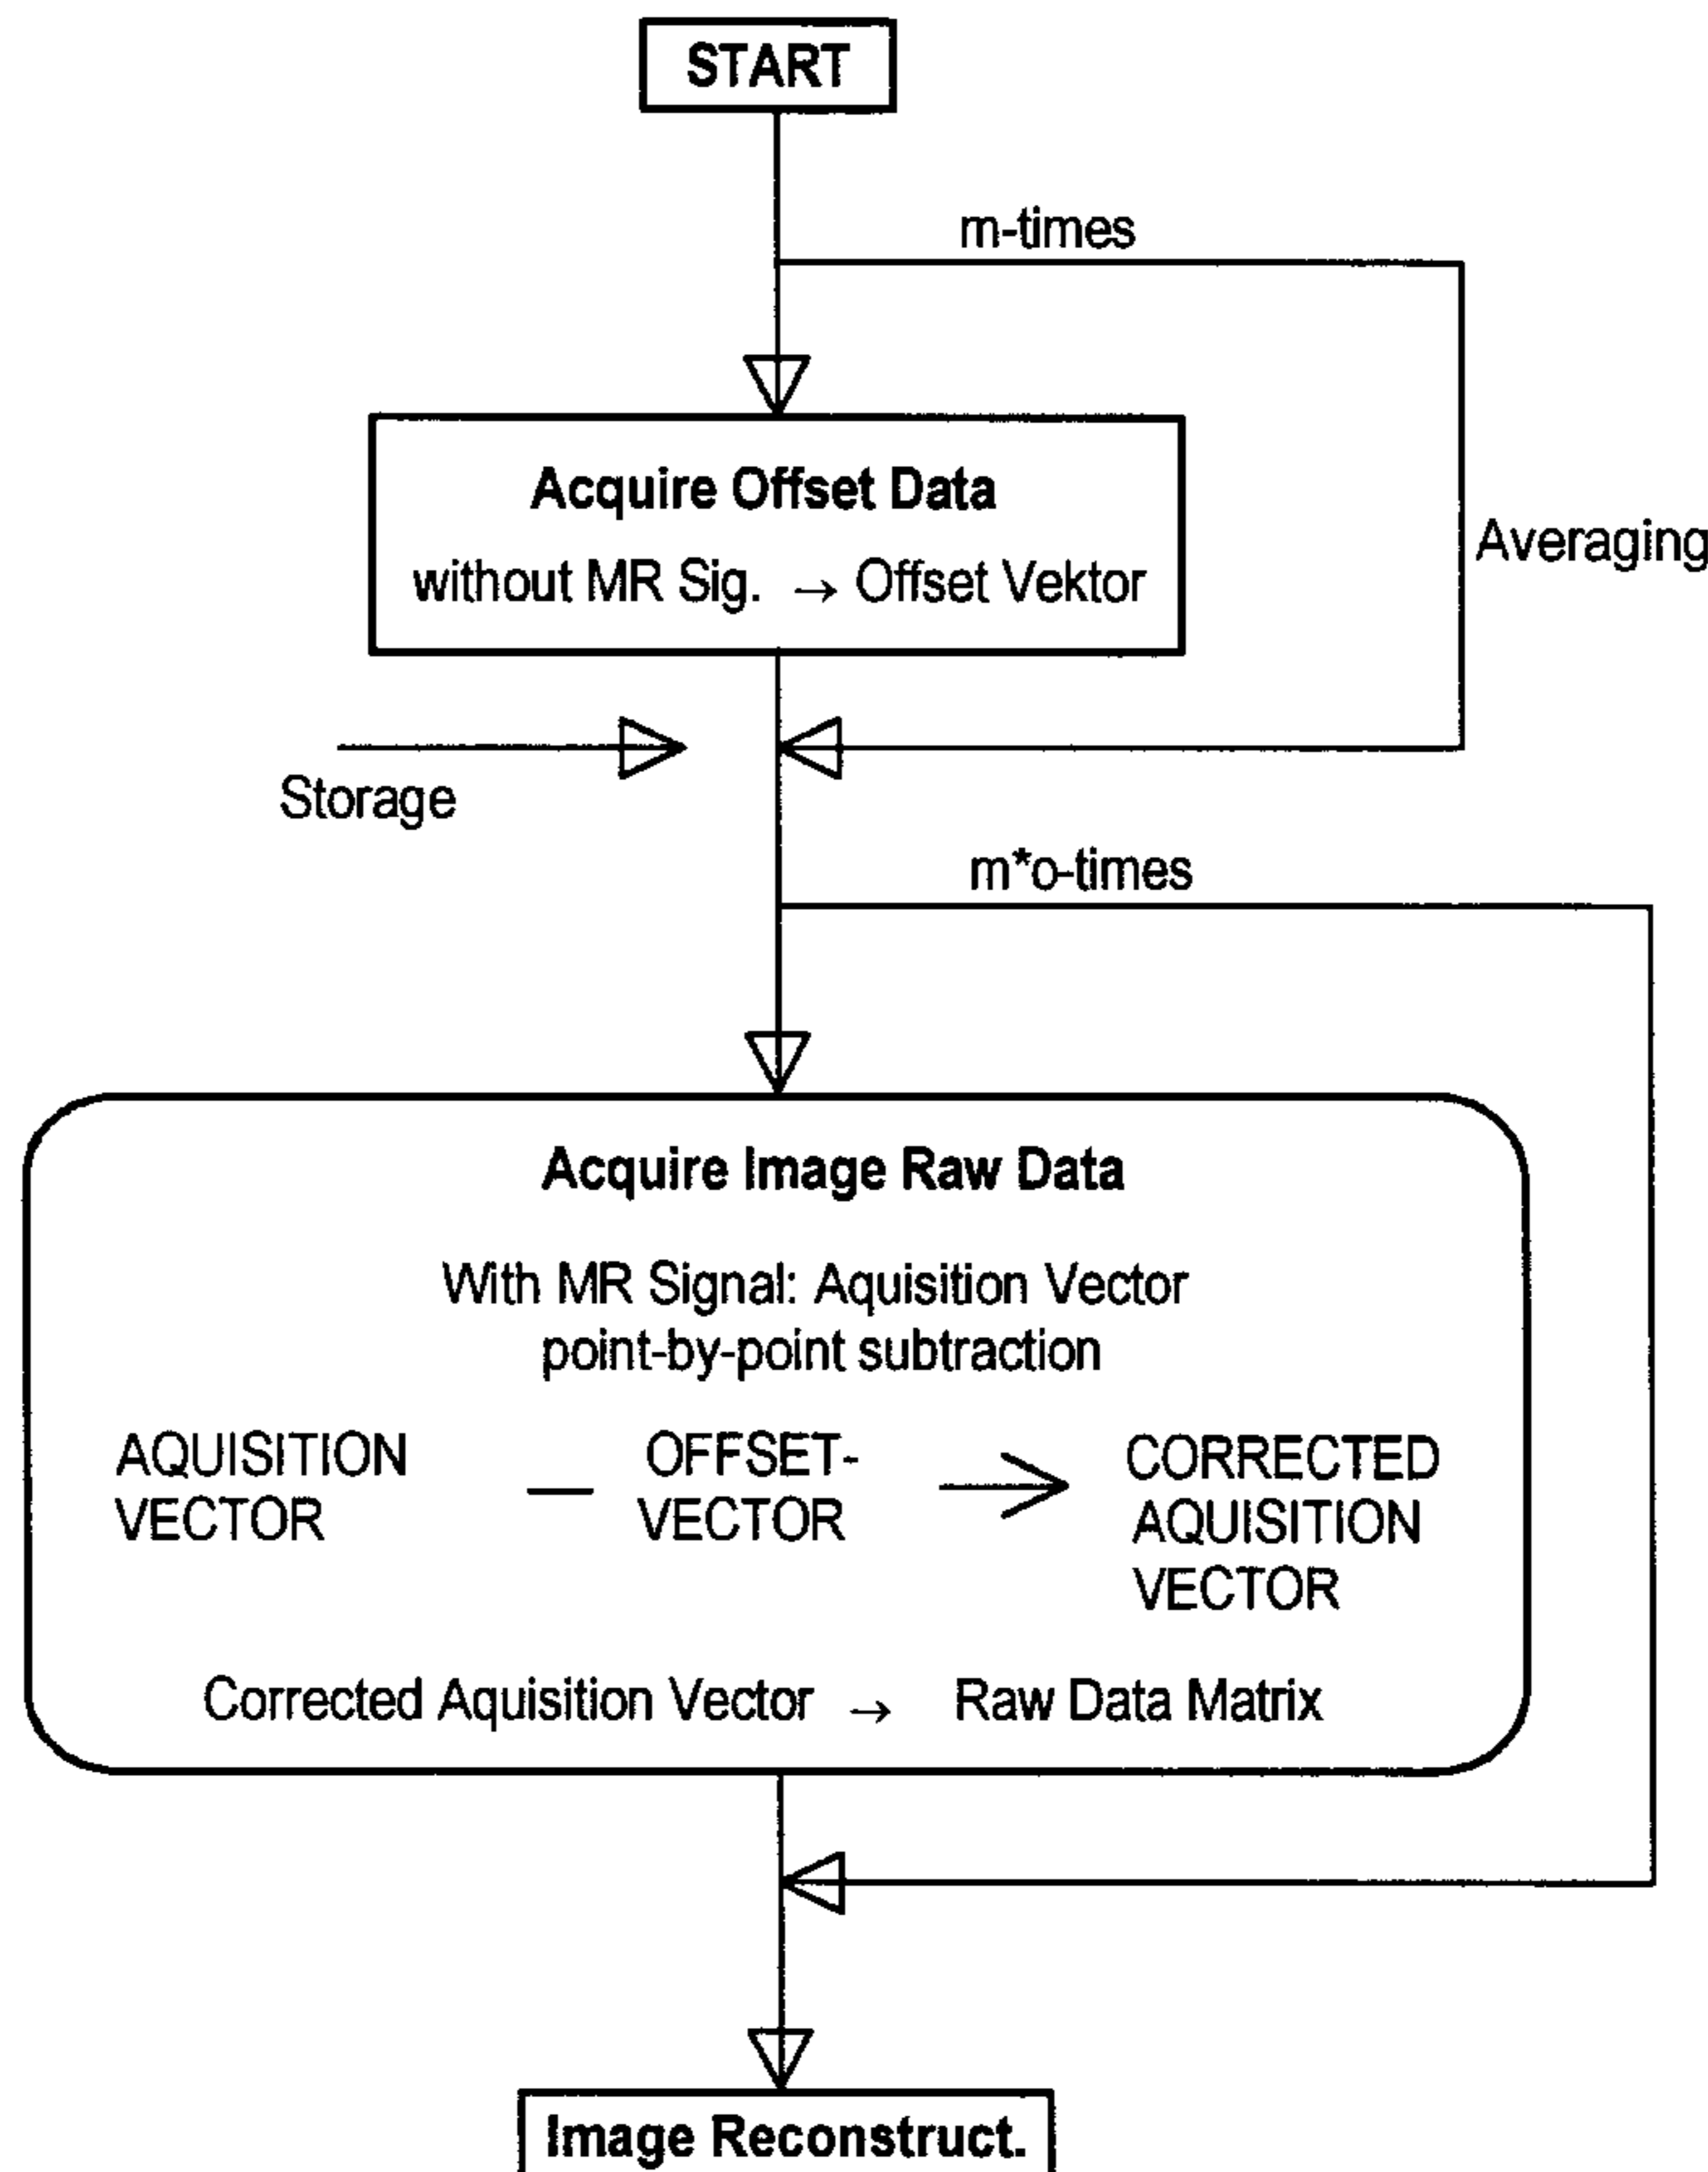 START
m-times
Acquire Offset Data
without MR Sig. → Offset Vektor
Averaging
Storage
m*o-times
Acquire Image Raw Data
With MR Signal: Aquisition Vector
point-by-point subtraction
AQUISITION
VECTOR
—
OFFSET-
VECTOR
CORRECTED
AQUISITION
VECTOR
Corrected Aquisition Vector → Raw Data Matrix
Image Reconstruct.